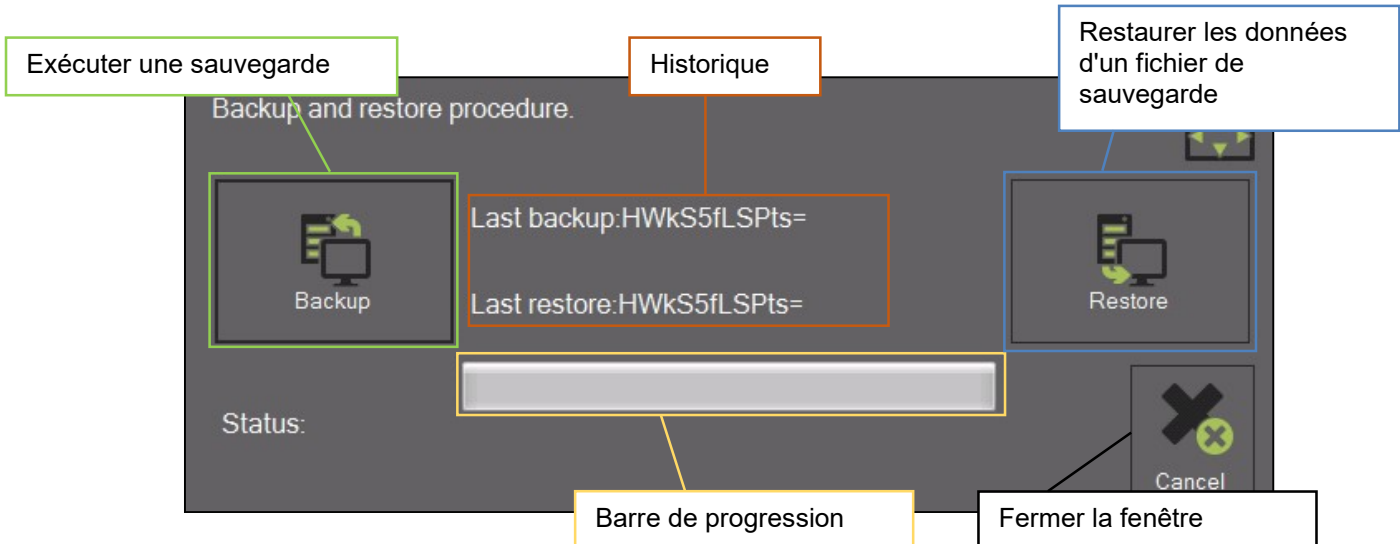 Exécuter une sauvegarde
Historique
Restaurer les données
d'un fichier de
sauvegarde
Backup and restore procedure.
Last backup:HWkS5fLSPts=
Backup
Last restore:HWkS5fLSPts=
Restore
Status:
Cancel
Barre de progression
Fermer la fenêtre